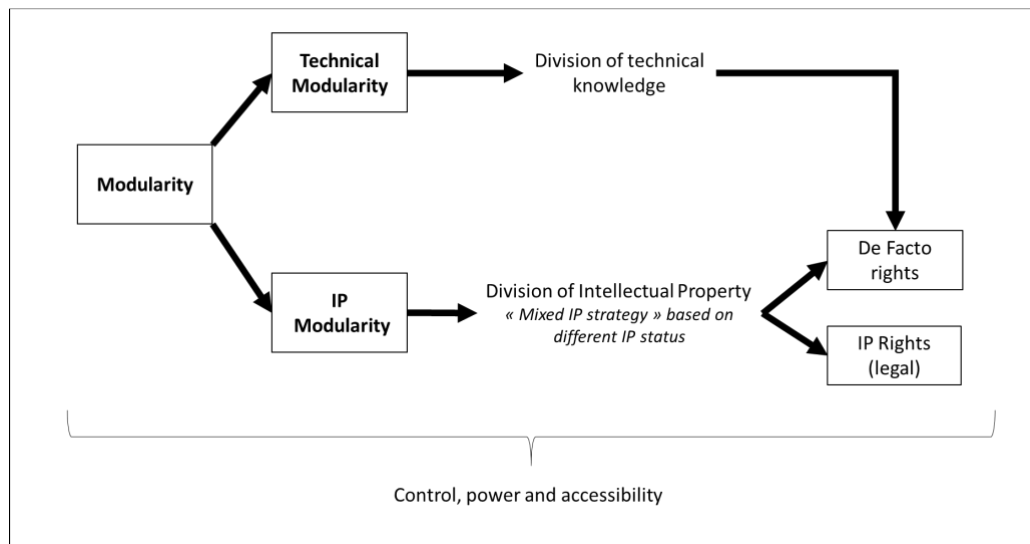 Technical
Modularity
Division of technical
knowledge
Modularity
De Facto
rights
IP
Modularity
Division of Intellectual Property
« Mixed IP strategy » based on
different IP status
IP Rights
(legal)
Control, power and accessibility